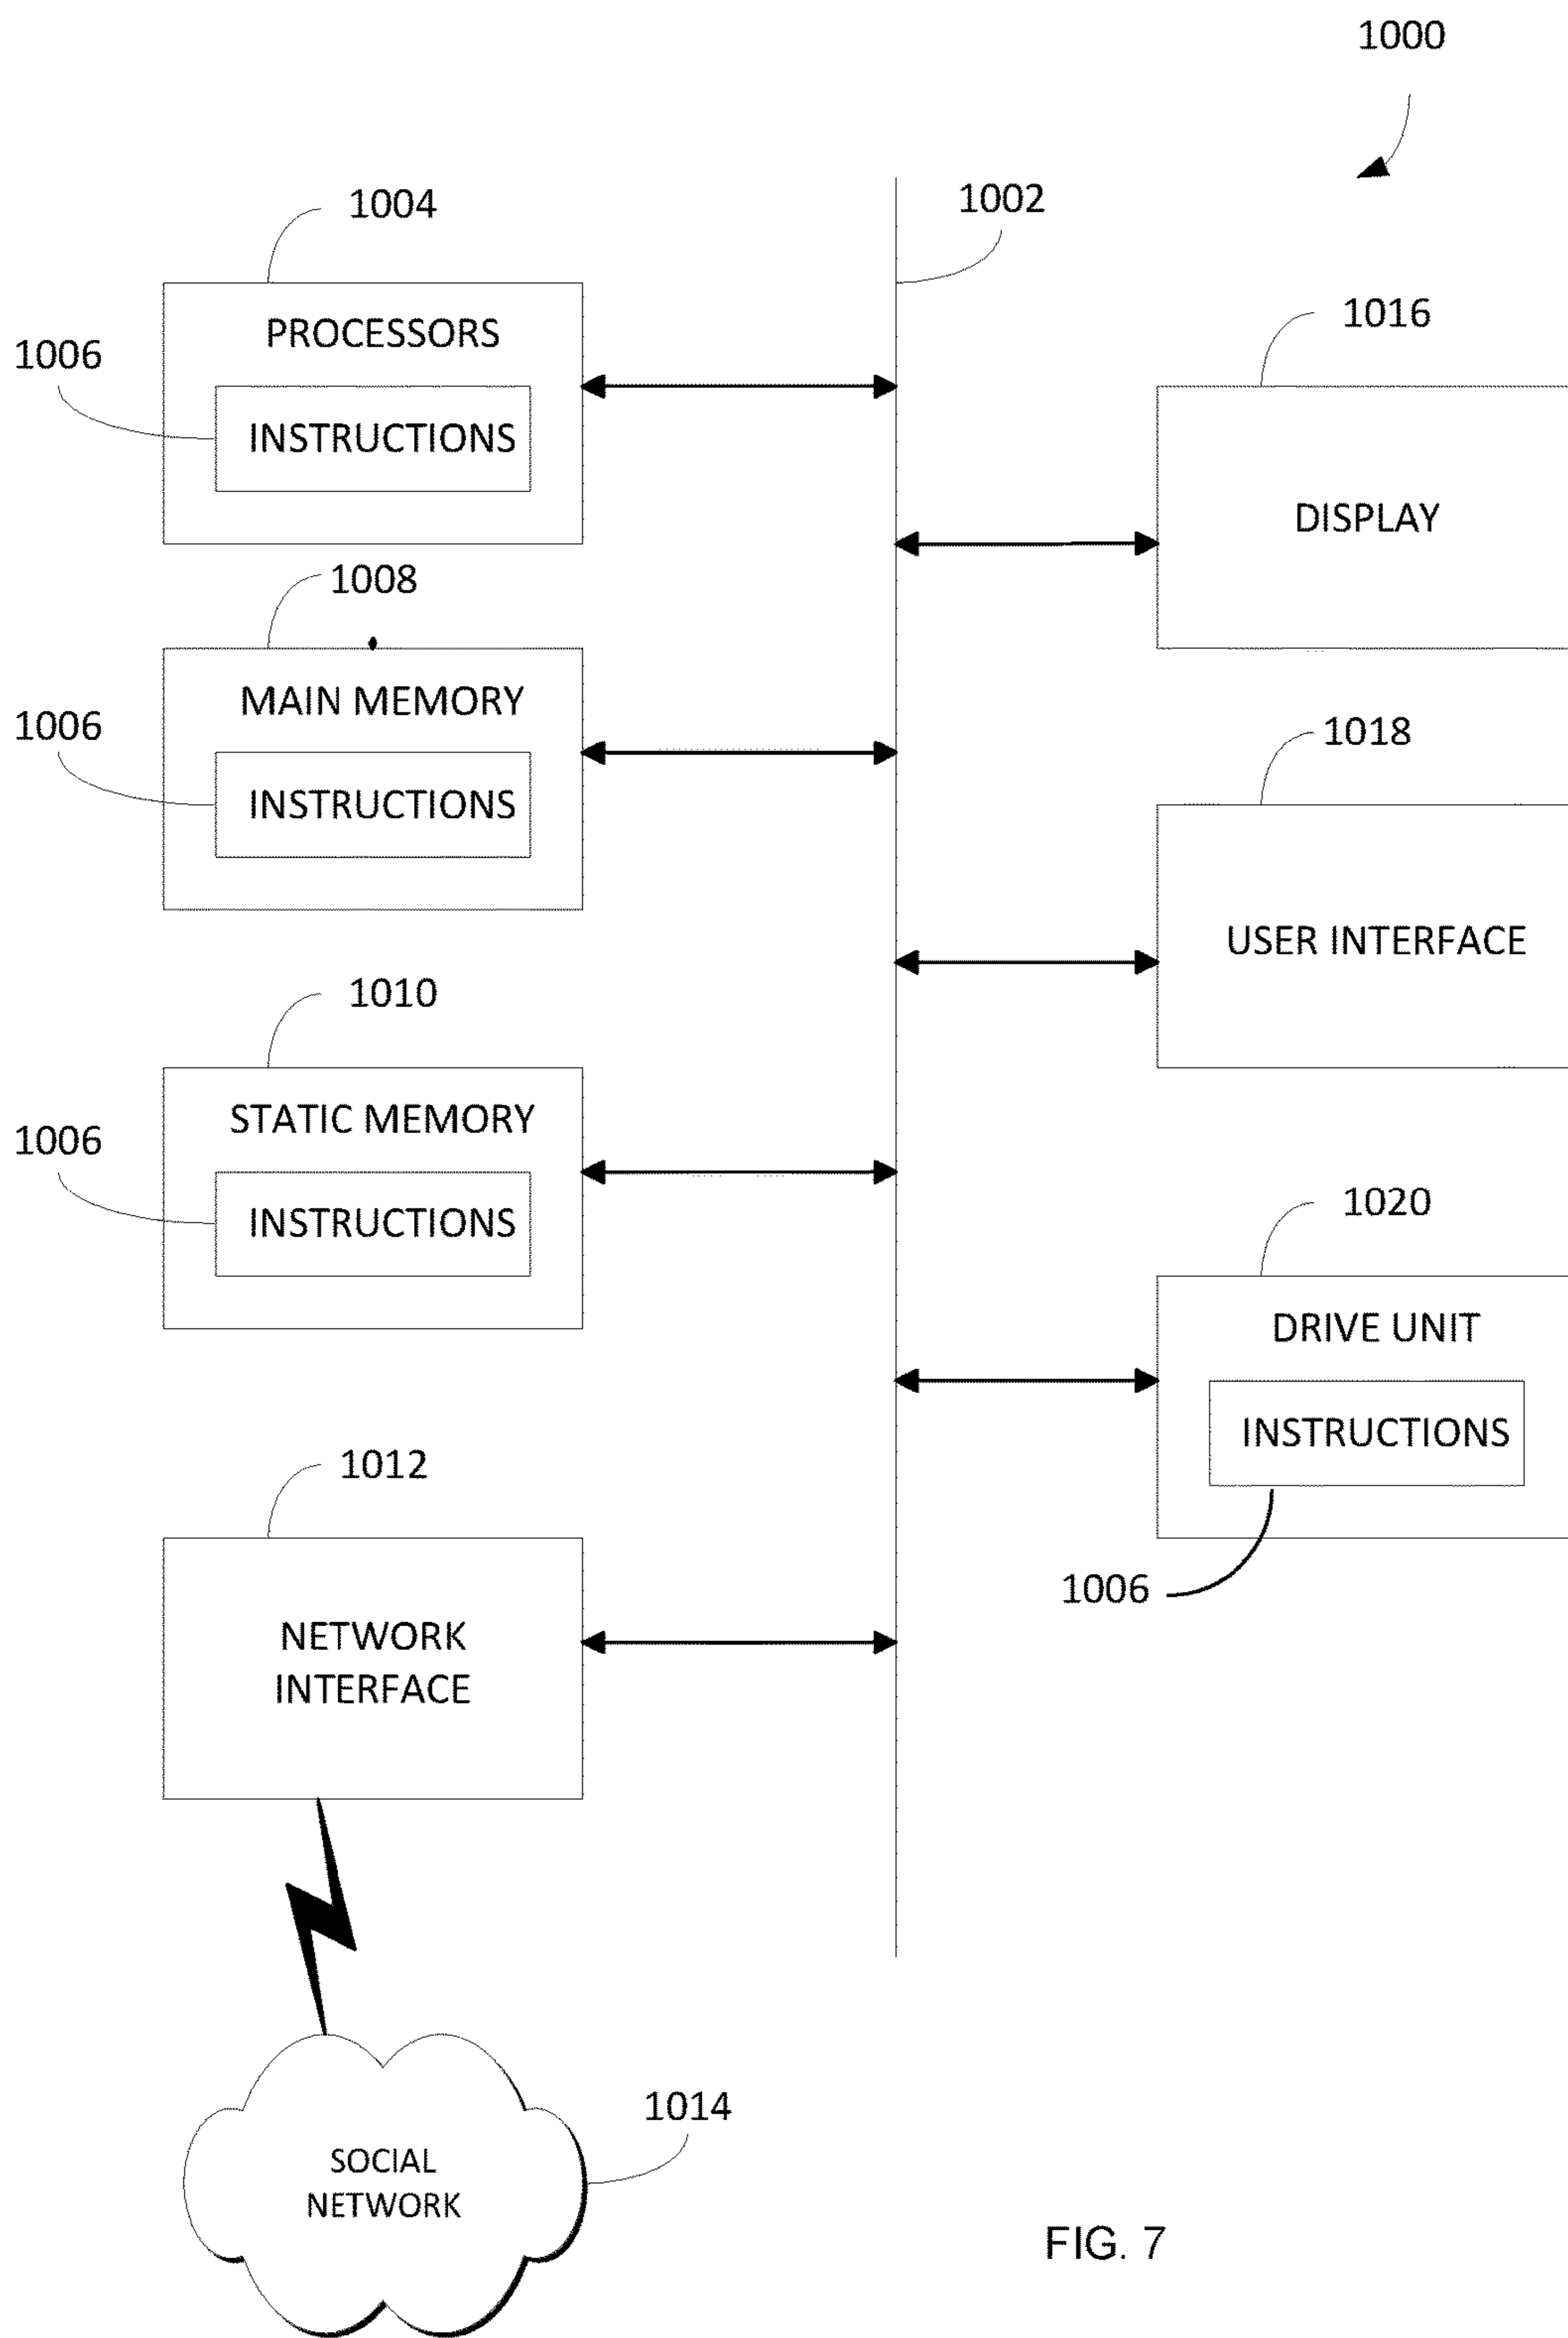 1000
1004
1002
PROCESSORS
1006
INSTRUCTIONS
1016
DISPLAY
1008
MAIN MEMORY
1006
INSTRUCTIONS
1018
USER INTERFACE
1010
STATIC MEMORY
1006
INSTRUCTIONS
1020
DRIVE UNIT
INSTRUCTIONS
1006
1012
NETWORK
INTERFACE
1014
SOCIAL
NETWORK
FIG. 7